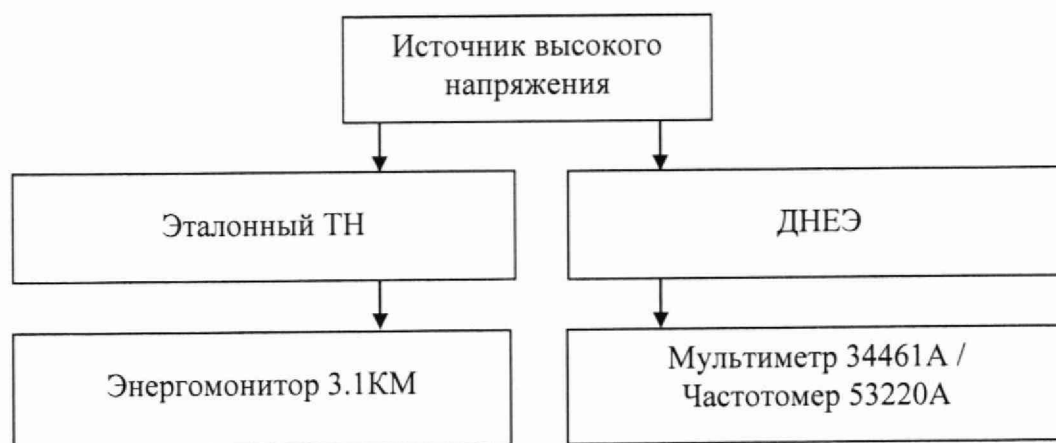 Источник высокого
напряжения
Эталонный ТН
ДНЕЭ
Энергомонитор 3.1КМ
Мультиметр 34461А /
Частотомер 53220А